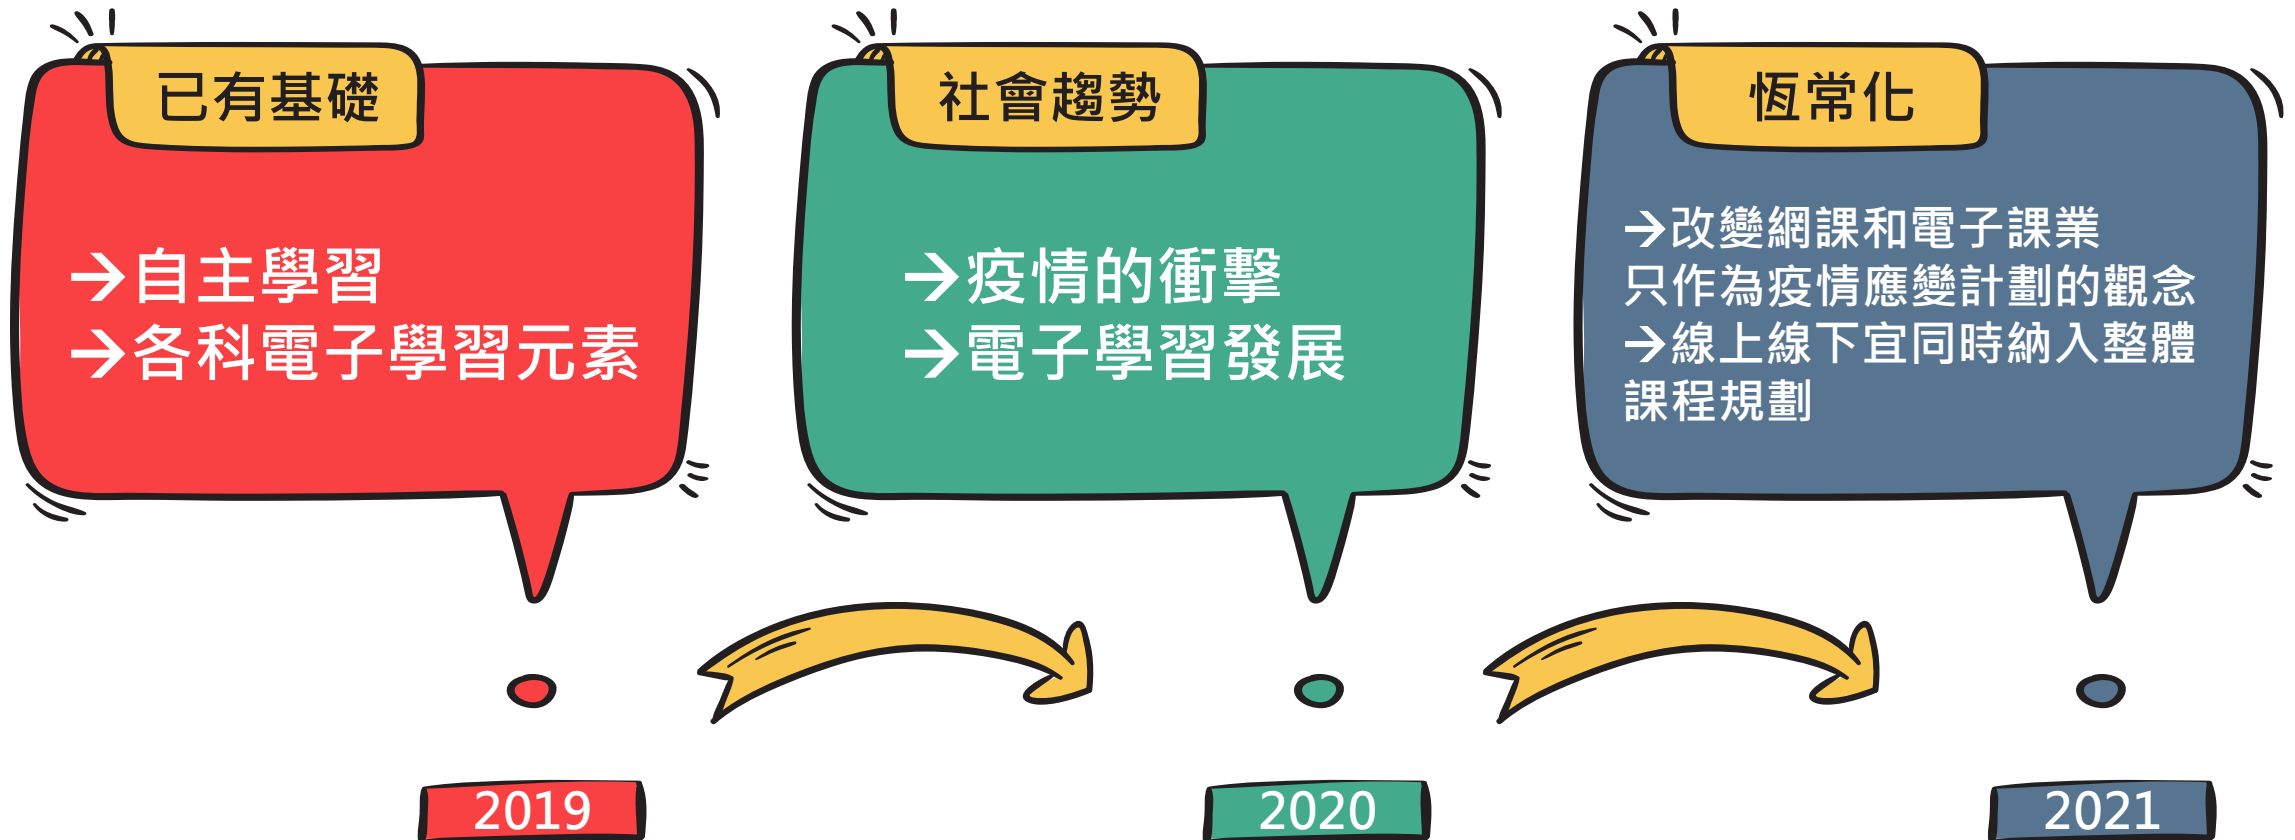 已有基礎
→自主學習
→各科電子學習元素
2019
社會趨勢
→疫情的衝擊
→電子學習發展
2020
恆常化
→改變網課和電子課業
只作為疫情應變計劃的觀念
→線上線下宜同時納入整體
課程規劃
2021